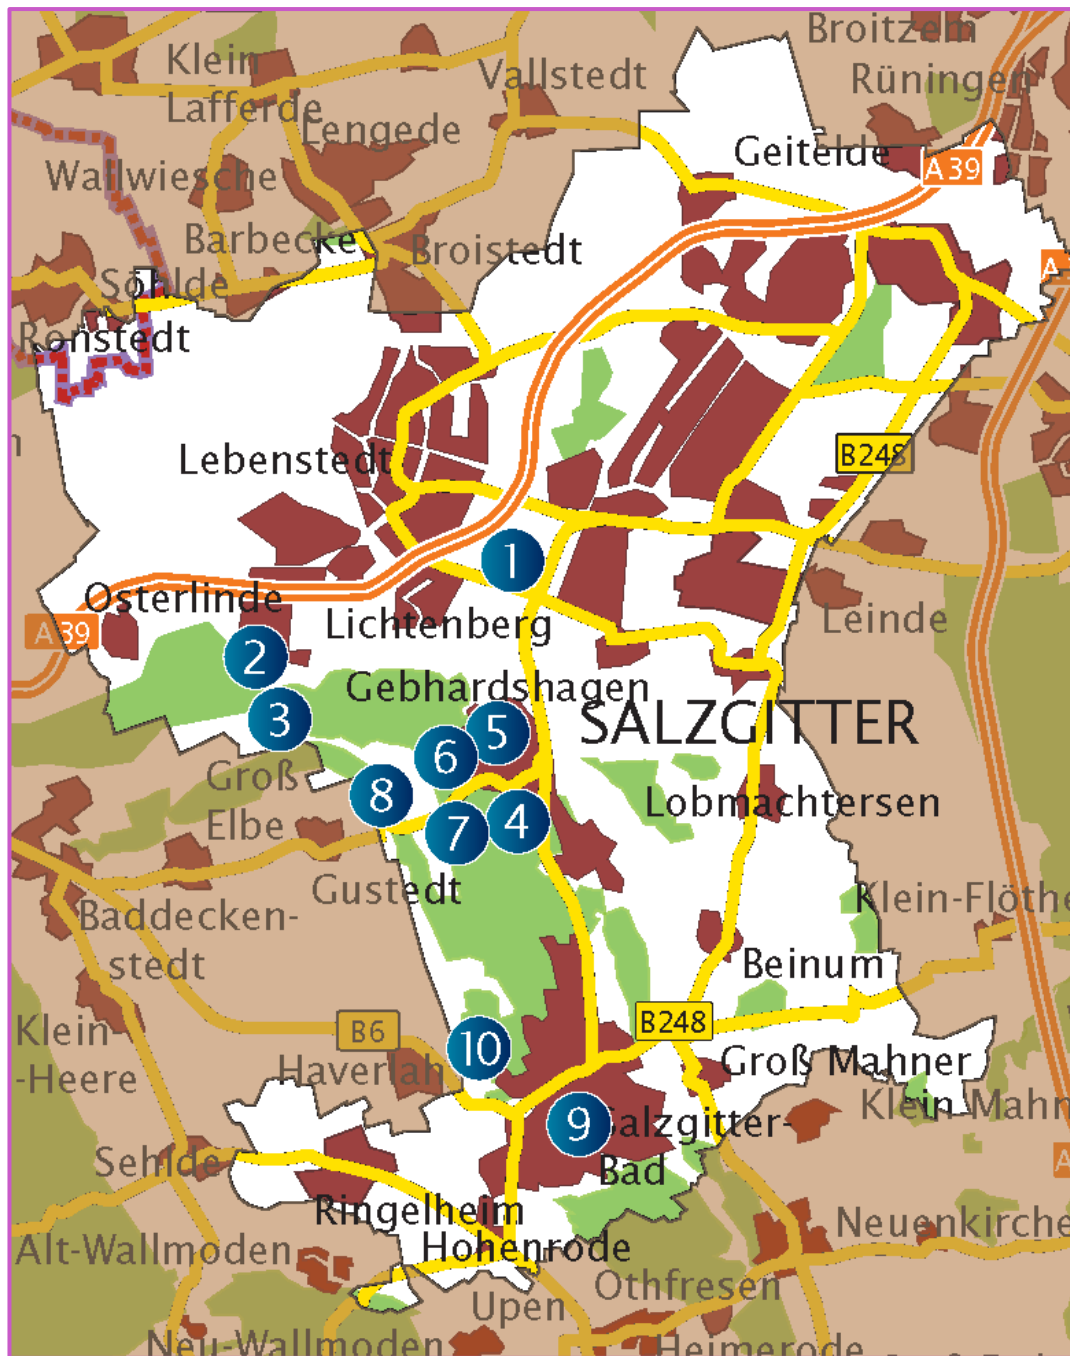 Broitzem
Klein
Lafferde
Vallstedt
Rüningen
Lengede
Geitelde
A 39
Wallwiesche
Barbecke
Broistedt
Söhlde
Ronstedt
Lebenstedt
B248
1
Osterlinde
A 39
Lichtenberg
Leinde
2
Gebhardshagen
3
5
SALZGITTER
6
Groß
Elbe
8
Lobmachtersen
7
4
Gustedt
Klein-Flöthe
Baddecken-
stedt
Beinum
Klein-
-Heere
B6
B248
10
Haverlah
Groß Mahner
Klein-Mahn
9
Salzgitter-
Bad
Sehlde
Ringelheim
Neuenkirche
Alt-Wallmoden
Hohenrode
Othfresen
Upen
Neu-Wallmoden
Heimerode